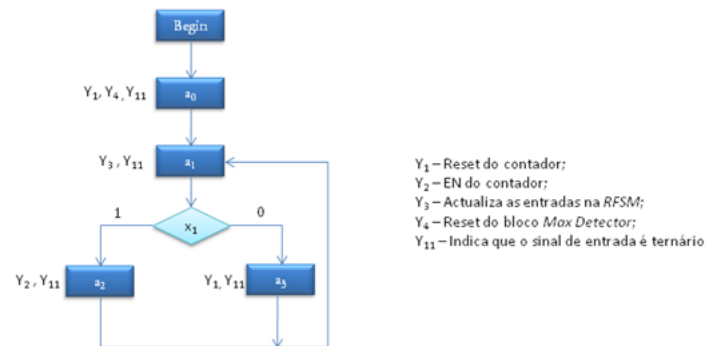 Begin
Y₁, Y₄, Y₁₁
a₀
Y₃, Y₁₁
a₁
1
0
x₁
Y₂, Y₁₁
a₂
Y₁, Y₁₁
a₃
Y₁ – Reset do contador;
Y₂ – EN do contador;
Y₃ – Actualiza as entradas na RFSM;
Y₄ – Reset do bloco Max Detector;
Y₁₁ – Indica que o sinal de entrada é ternário